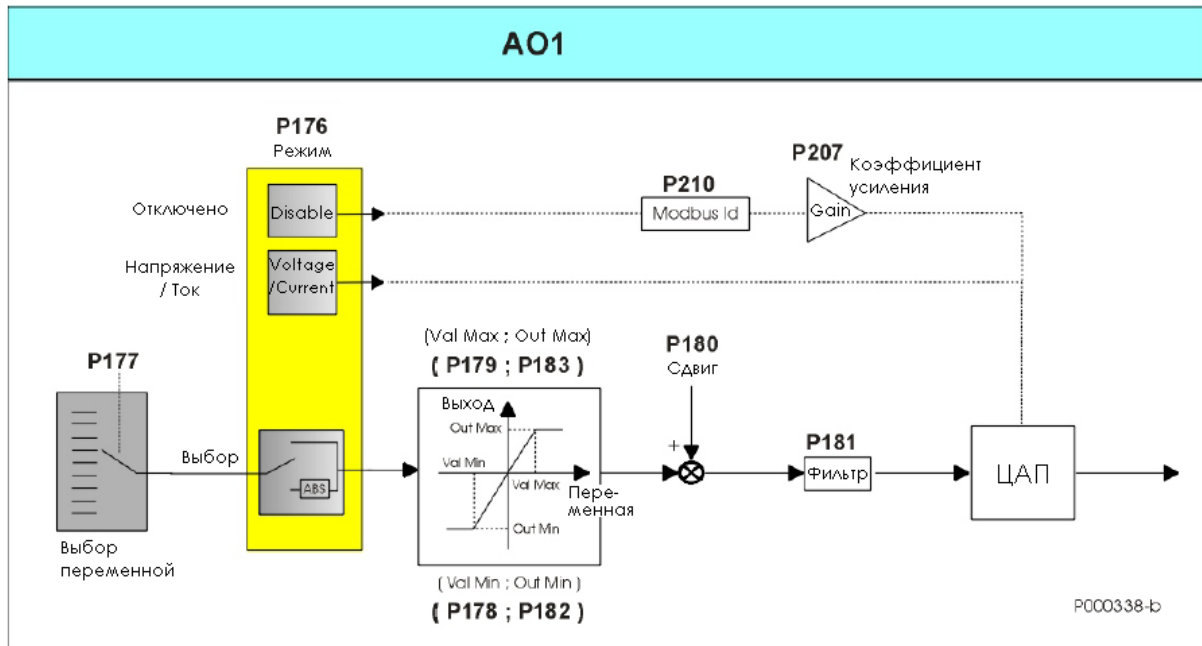 AO1
P176
Режим
P207
Коэффициент
усиления
P210
Отключено
Disable
Modbus Id
Gain
Напряжение
/ Ток
Voltage
/Current
(Val Max ; Out Max)
( P179 ; P183 )
P180
Сдвиг
P177
Выход
Out Max
+
P181
Выбор
Val Min
ABS
Val Max
Пере-
менная
Фильтр
ЦАП
Out Min
Выбор
переменной
( Val Min ; Out Min )
( P178 ; P182 )
P000338-b